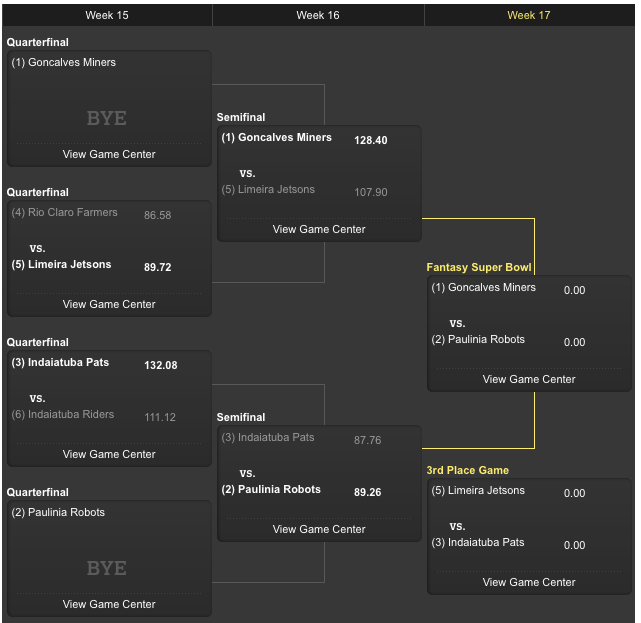 Week 15 Week 16 Week 17
Quarterfinal
(1) Goncalves Miners
BYE
View Game Center
Quarterfinal
(4) Rio Claro Farmers 86.58
vs.
(5) Limeira Jetsons 89.72
View Game Center
Quarterfinal
(3) Indaiatuba Pats 132.08
vs.
(6) Indaiatuba Riders 111.12
View Game Center
Quarterfinal
(2) Paulinia Robots
BYE
View Game Center
Semifinal
(1) Goncalves Miners 128.40
vs.
(5) Limeira Jetsons 107.90
View Game Center
Semifinal
(3) Indaiatuba Pats 87.76
vs.
(2) Paulinia Robots 89.26
View Game Center
Fantasy Super Bowl
(1) Goncalves Miners 0.00
vs.
(2) Paulinia Robots 0.00
View Game Center
3rd Place Game
(5) Limeira Jetsons 0.00
vs.
(3) Indaiatuba Pats 0.00
View Game Center